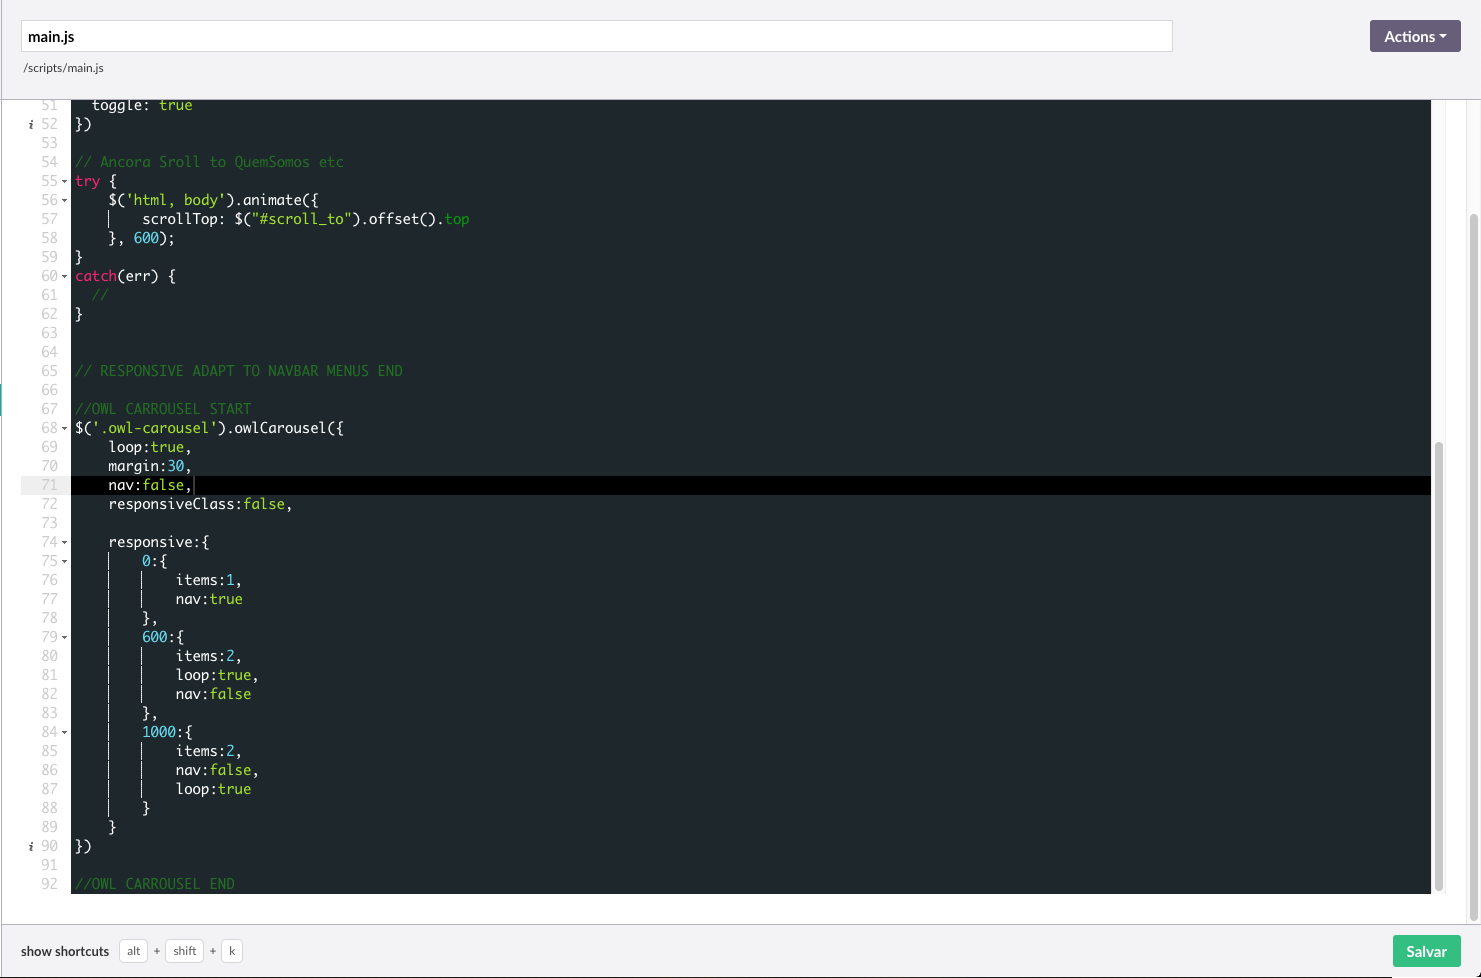 main.js
Actions
/scripts/main.js
51   toggle: true
i 52 })
53
54 // Ancora Sroll to QuemSomos etc
55 try {
56     $('html, body').animate({
57         scrollTop: $("#scroll_to").offset().top
58     }, 600);
59 }
60 catch(err) {
61   //
62 }
63
64
65 // RESPONSIVE ADAPT TO NAVBAR MENUS END
66
67 //OWL CARROUSEL START
68 $('.owl-carousel').owlCarousel({
69     loop:true,
70     margin:30,
71     nav:false,
72     responsiveClass:false,
73
74     responsive:{
75         0:{
76             items:1,
77             nav:true
78         },
79         600:{
80             items:2,
81             loop:true,
82             nav:false
83         },
84         1000:{
85             items:2,
86             nav:false,
87             loop:true
88         }
89     }
i 90 })
91
92 //OWL CARROUSEL END
show shortcuts alt + shift + k
Salvar